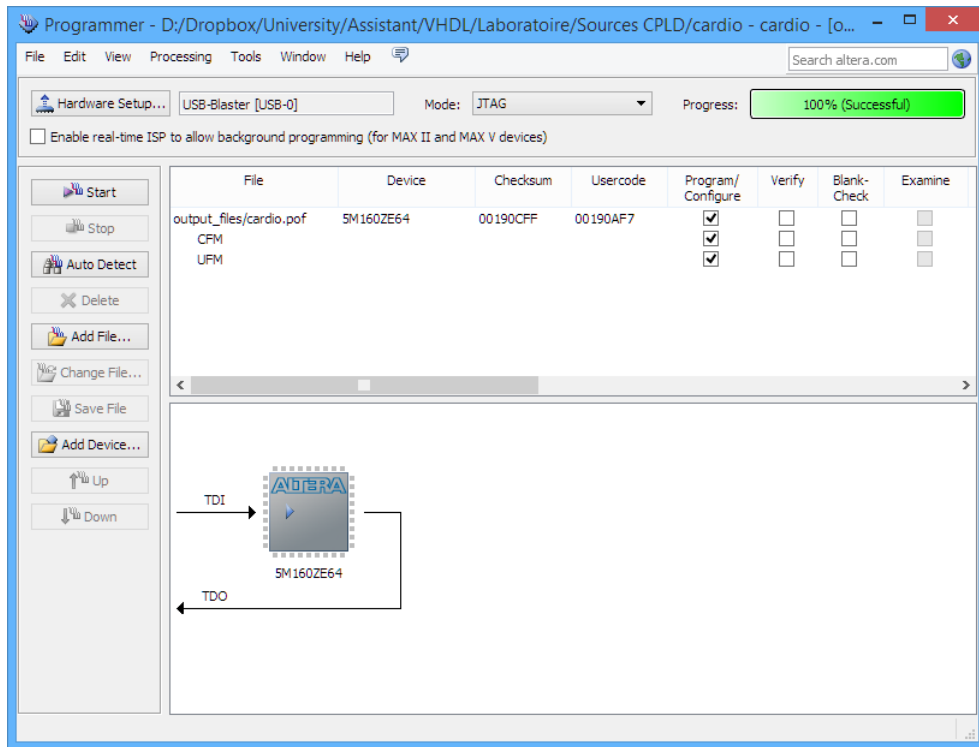 Programmer - D:/Dropbox/University/Assistant/VHDL/Laboratoire/Sources CPLD/cardio - cardio - [o...
File Edit View Processing Tools Window Help Search altera.com
Hardware Setup... USB-Blaster [USB-0] Mode: JTAG Progress: 100% (Successful)
Enable real-time ISP to allow background programming (for MAX II and MAX V devices)
Start
Stop
Auto Detect
Delete
Add File...
Change File...
Save File
Add Device...
Up
Down
File Device Checksum Usercode Program/ Configure Verify Blank- Check Examine
output_files/cardio.pof 5M160ZE64 00190CFF 00190AF7
CFM
UFM
ALTERA
TDI
5M160ZE64
TDO